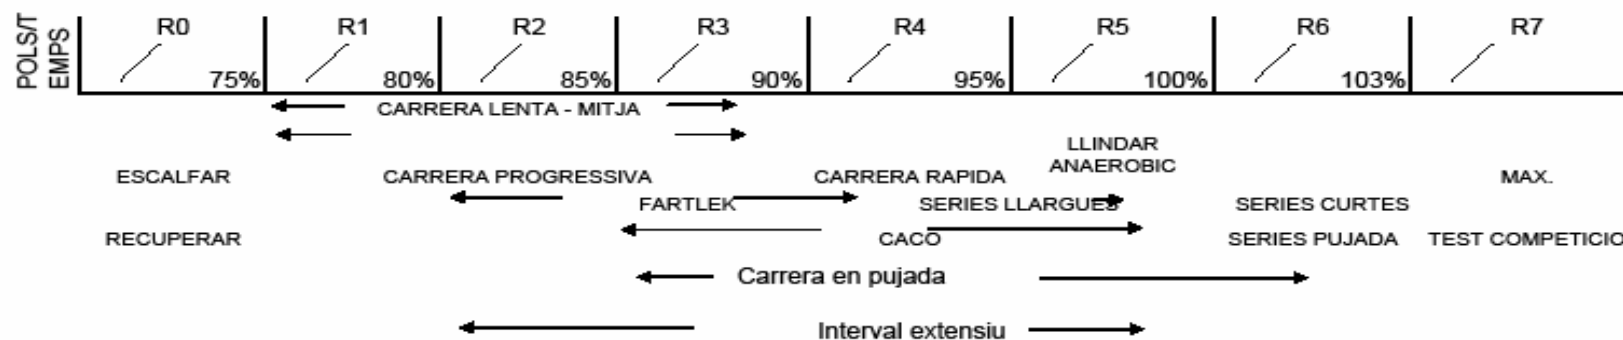 POLS/T
EMPS
R0 R1 R2 R3 R4 R5 R6 R7
75% 80% 85% 90% 95% 100% 103%
CARRERA LENTA - MITJA
LLINDAR
ANAEROBIC
ESCALFAR CARRERA PROGRESSIVA CARRERA RAPIDA MAX.
FARTLEK SERIES LLARGUES SERIES CURTES
RECUPERAR CACO SERIES PUJADA TEST COMPETICIO
Carrera en pujada
Interval extensiu